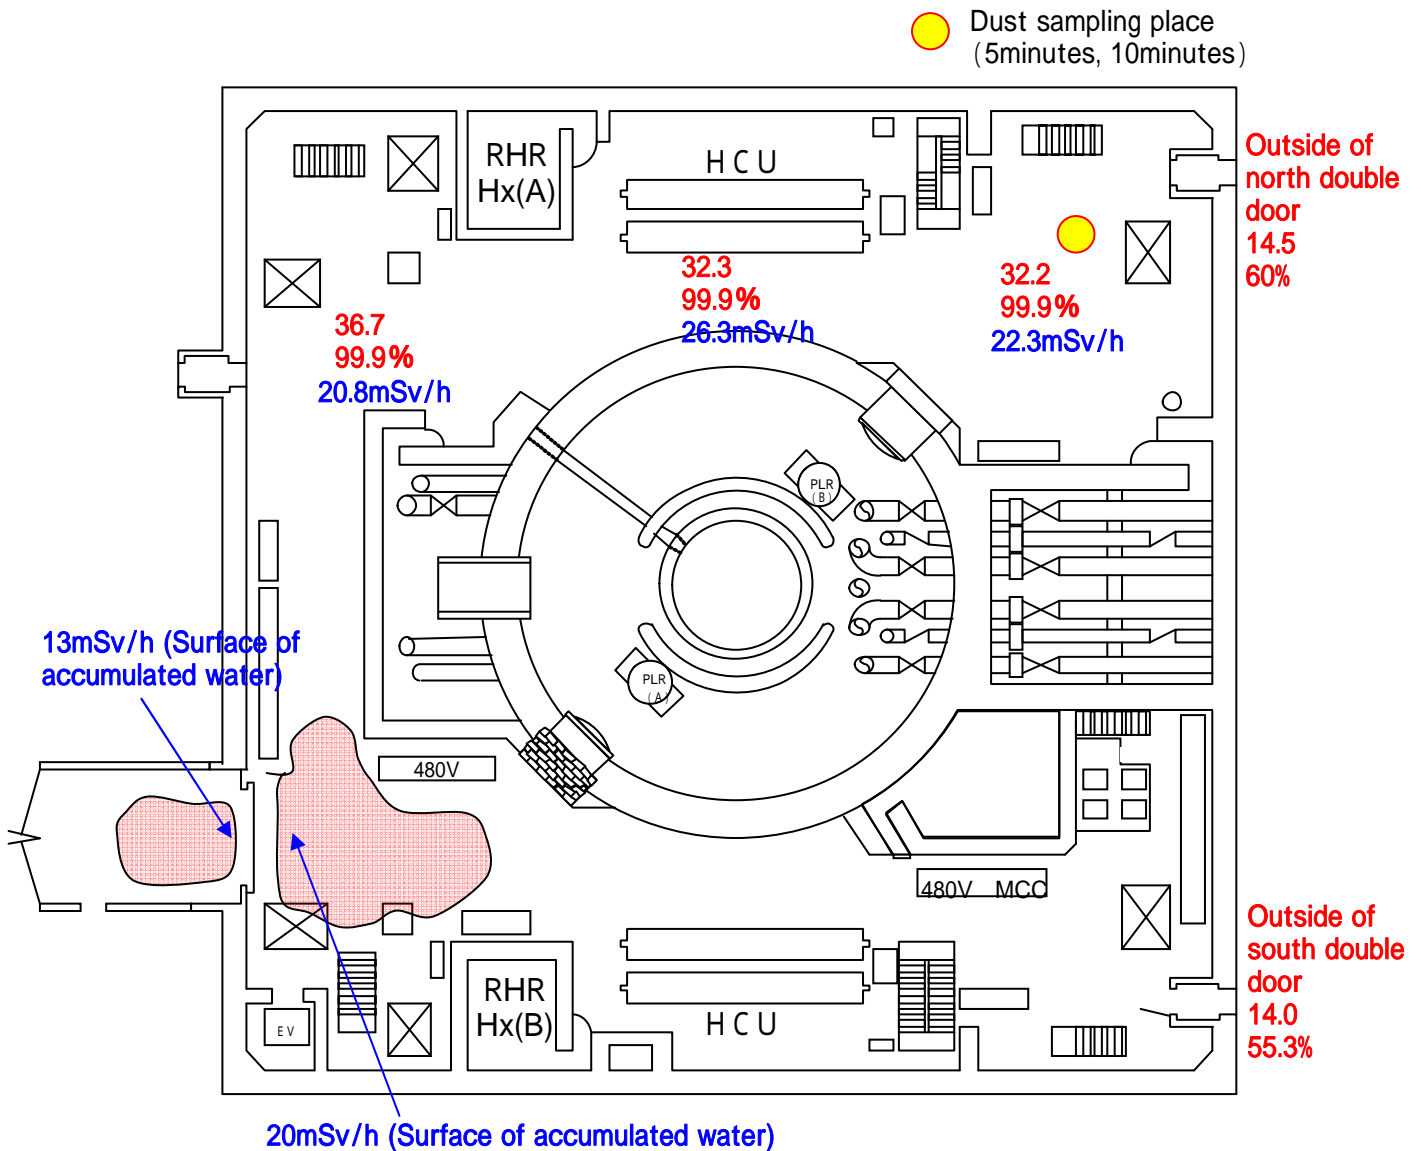 Dust sampling place
(5minutes, 10minutes)
Outside of
north double
door
14.5
60%
RHR
Hx(A)
HCU
32.3
99.9%
26.3mSv/h
32.2
99.9%
22.3mSv/h
36.7
99.9%
20.8mSv/h
PLR
(B)
13mSv/h (Surface of
accumulated water)
PLR
(A)
480V
480V MCC
Outside of
south double
door
14.0
55.3%
RHR
Hx(B)
HCU
EV
20mSv/h (Surface of accumulated water)